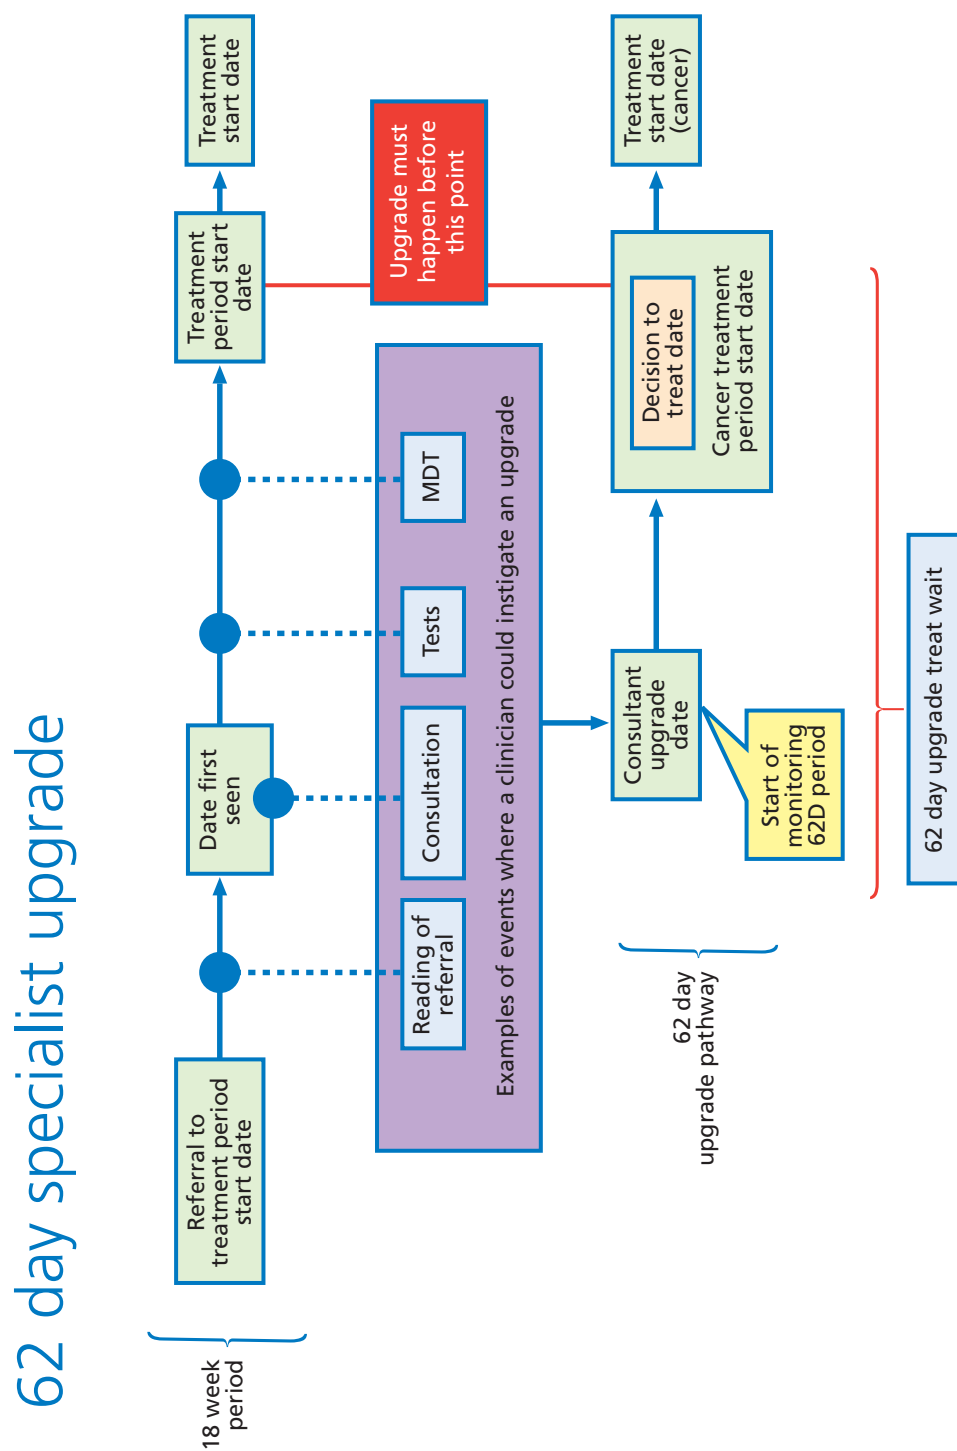 62 day specialist upgrade
18 week
period
Referral to
treatment period
start date
Date first
seen
Treatment
period start
date
Treatment
start date
Reading of
referral
Consultation
Tests
MDT
Examples of events where a clinician could instigate an upgrade
Upgrade must
happen before
this point
62 day
upgrade pathway
Consultant
upgrade
date
Start of
monitoring
62D period
Decision to
treat date
Cancer treatment
period start date
Treatment
start date
(cancer)
62 day upgrade treat wait